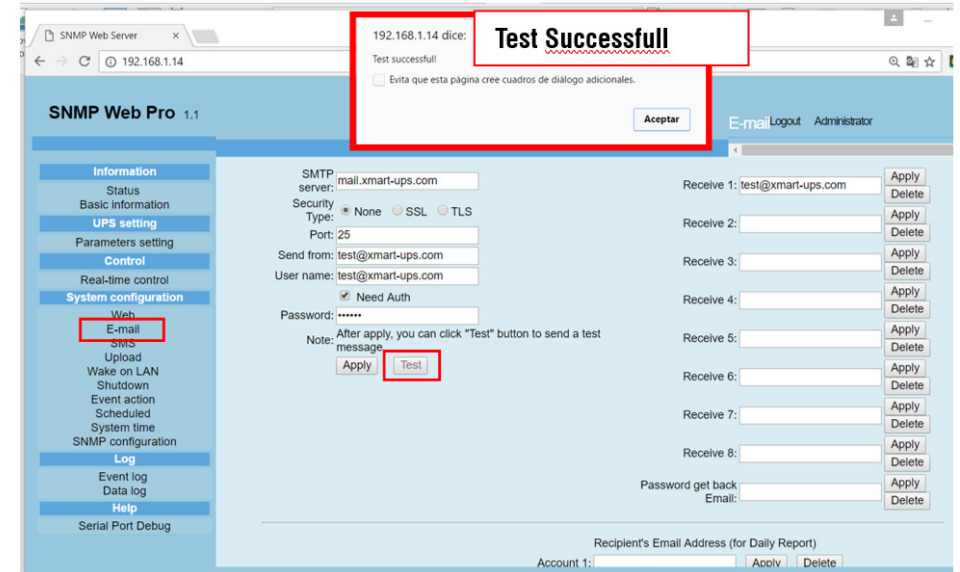 SNMP Web Server
192.168.1.14
192.168.1.14 dice:
Test successful!
Evita que esta página cree cuadros de diálogo adicionales.
Aceptar
Test Successfull
SNMP Web Pro 1.1
E-mail Logout Administrator
Information
Status
Basic information
UPS setting
Parameters setting
Control
Real-time control
System configuration
Web
E-mail
SMS
Upload
Wake on LAN
Shutdown
Event action
Scheduled
System time
SNMP configuration
Log
Event log
Data log
Help
Serial Port Debug
SMTP
server: mail.xmart-ups.com
Security
Type: None SSL TLS
Port: 25
Send from: test@xmart-ups.com
User name: test@xmart-ups.com
Need Auth
Password: ••••••
Note: After apply, you can click "Test" button to send a test
message
Apply Test
Receive 1: test@xmart-ups.com Apply
Delete
Receive 2: Apply
Delete
Receive 3: Apply
Delete
Receive 4: Apply
Delete
Receive 5: Apply
Delete
Receive 6: Apply
Delete
Receive 7: Apply
Delete
Receive 8: Apply
Delete
Password get back
Email: Apply
Delete
Recipient's Email Address (for Daily Report)
Account 1: Apply Delete